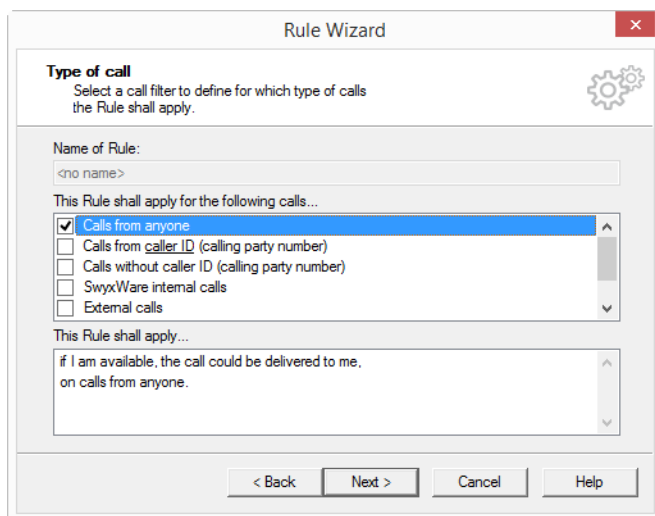 Rule Wizard
Type of call
Select a call filter to define for which type of calls
the Rule shall apply.
Name of Rule:
<no name>
This Rule shall apply for the following calls...
Calls from anyone
Calls from caller ID (calling party number)
Calls without caller ID (calling party number)
SwyxWare internal calls
External calls
This Rule shall apply...
if I am available, the call could be delivered to me,
on calls from anyone.
< Back Next > Cancel Help